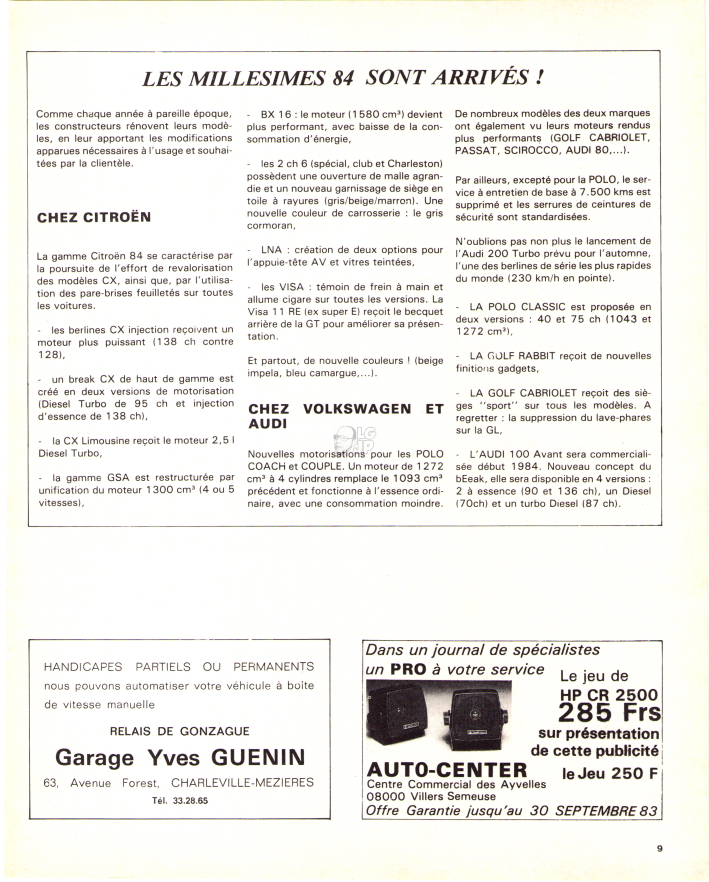 LES MILLESIMES 84 SONT ARRIVÉS !
Comme chaque année à pareille époque,
les constructeurs rénovent leurs modè-
les, en leur apportant les modifications
apparues nécessaires à l'usage et souhai-
tées par la clientèle.
CHEZ CITROËN
La gamme Citroën 84 se caractérise par
la poursuite de l'effort de revalorisation
des modèles CX, ainsi que, par l'utilisa-
tion des pare-brises feuilletés sur toutes
les voitures.
- les berlines CX injection reçoivent un
moteur plus puissant (138 ch contre
128),
- un break CX de haut de gamme est
créé en deux versions de motorisation
(Diesel Turbo de 95 ch et injection
d'essence de 138 ch),
- la CX Limousine reçoit le moteur 2,5 l
Diesel Turbo,
- la gamme GSA est restructurée par
unification du moteur 1300 cm³ (4 ou 5
vitesses),
- BX 16 : le moteur (1580 cm³) devient
plus performant, avec baisse de la con-
sommation d'énergie,
- les 2 ch 6 (spécial, club et Charleston)
possèdent une ouverture de malle agran-
die et un nouveau garnissage de siège en
toile à rayures (gris/beige/marron). Une
nouvelle couleur de carrosserie : le gris
cormoran,
- LNA : création de deux options pour
l'appuie-tête AV et vitres teintées,
- les VISA : témoin de frein à main et
allume cigare sur toutes les versions. La
Visa 11 RE (ex super E) reçoit le becquet
arrière de la GT pour améliorer sa présen-
tation.
Et partout, de nouvelle couleurs ! (beige
impela, bleu camargue,...).
CHEZ VOLKSWAGEN ET
AUDI
Nouvelles motorisations pour les POLO
COACH et COUPLE. Un moteur de 1272
cm³ à 4 cylindres remplace le 1093 cm³
précédent et fonctionne à l'essence ordi-
naire, avec une consommation moindre.
De nombreux modèles des deux marques
ont également vu leurs moteurs rendus
plus performants (GOLF CABRIOLET,
PASSAT, SCIROCCO, AUDI 80,...).
Par ailleurs, excepté pour la POLO, le ser-
vice à entretien de base à 7.500 kms est
supprimé et les serrures de ceintures de
sécurité sont standardisées.
N'oublions pas non plus le lancement de
l'Audi 200 Turbo prévu pour l'automne,
l'une des berlines de série les plus rapides
du monde (230 km/h en pointe).
- LA POLO CLASSIC est proposée en
deux versions : 40 et 75 ch (1043 et
1272 cm³),
- LA GOLF RABBIT reçoit de nouvelles
finitions gadgets,
- LA GOLF CABRIOLET reçoit des siè-
ges "sport" sur tous les modèles. A
regretter : la suppression du lave-phares
sur la GL,
- L'AUDI 100 Avant sera commerciali-
sée début 1984. Nouveau concept du
bEeak, elle sera disponible en 4 versions :
2 à essence (90 et 136 ch), un Diesel
(70ch) et un turbo Diesel (87 ch).
LG
JP
HANDICAPES PARTIELS OU PERMANENTS
nous pouvons automatiser votre véhicule à boîte
de vitesse manuelle
RELAIS DE GONZAGUE
Garage Yves GUENIN
63, Avenue Forest, CHARLEVILLE-MEZIERES
Tél. 33.28.65
Dans un journal de spécialistes
un PRO à votre service
Le jeu de
HP CR 2500
285 Frs
sur présentation
de cette publicité
le Jeu 250 F
AUTO-CENTER
Centre Commercial des Ayvelles
08000 Villers Semeuse
Offre Garantie jusqu'au 30 SEPTEMBRE 83
9